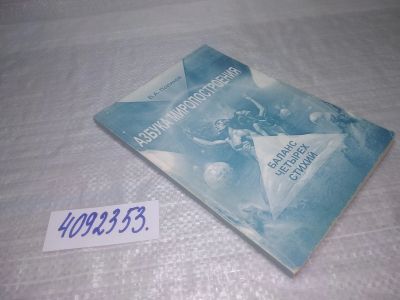 В.А.
АЗБУКА МИРОПОСТРОЕНИЯ
БАЛАНС
ЧЕТЫРЕХ
СТИХИЙ
4092353.